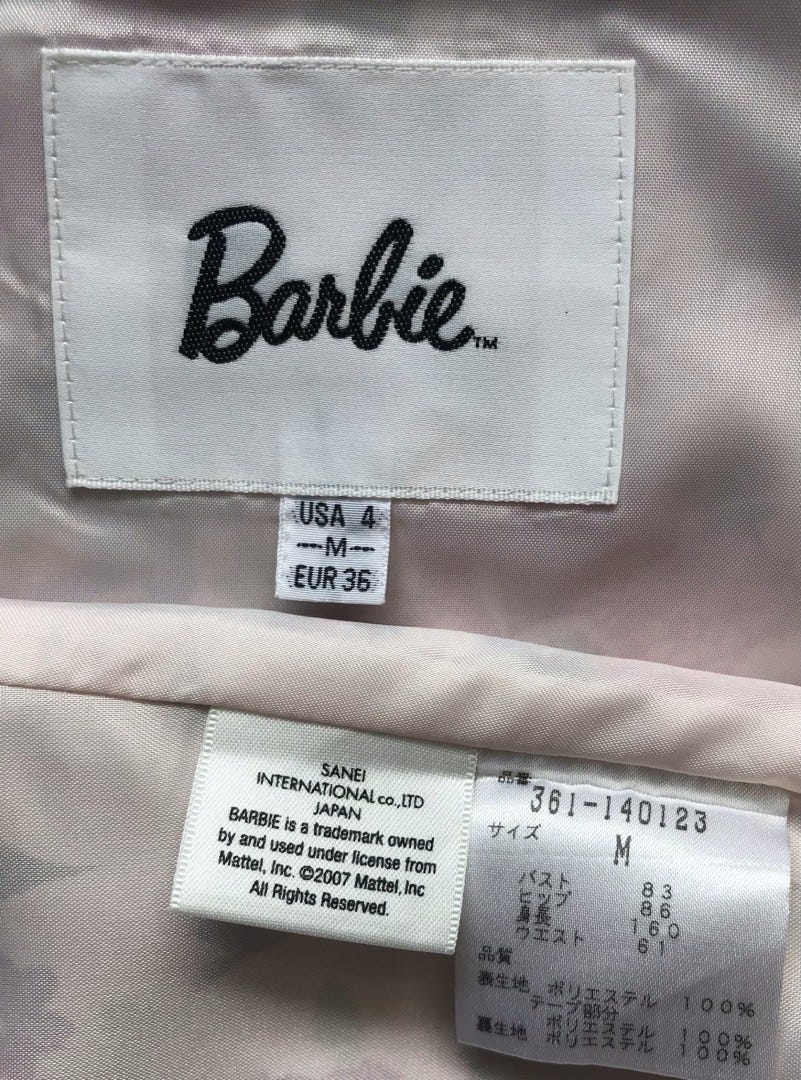 Barbie™
USA 4
---M---
EUR 36
SANEI
INTERNATIONAL co.,LTD
JAPAN
BARBIE is a trademark owned
by and used under license from
Mattel, Inc. ©2007 Mattel, Inc
All Rights Reserved.
品番
361-140123
サイズ
M
バスト 83
ヒップ 86
身長 160
ウエスト 61
品質
表生地 ポリエステル 100%
テープ部分
ポリエステル 100%
裏生地 ポリエステル 100%